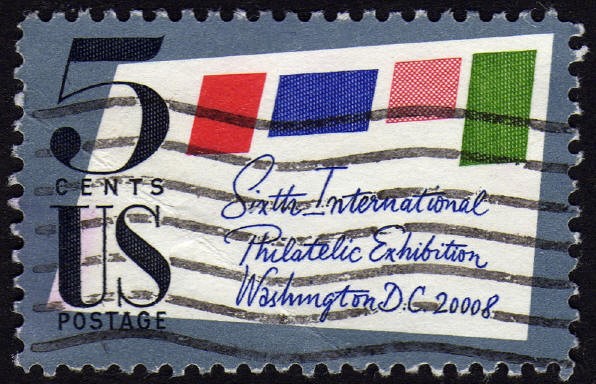 5
CENTS
US
POSTAGE
Sixth International
Philatelic Exhibition
Washington D.C. 20008